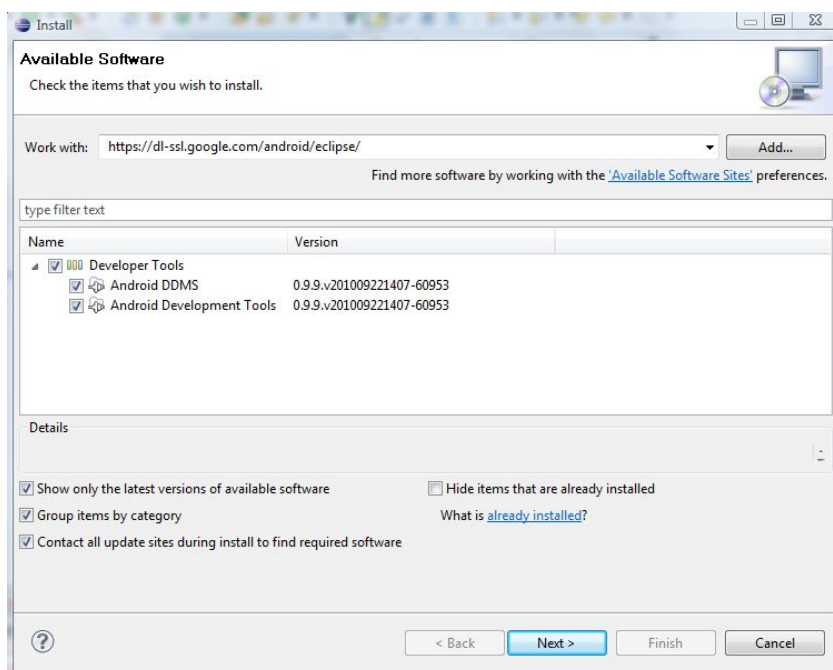 Install
Available Software
Check the items that you wish to install.
Work with: https://dl-ssl.google.com/android/eclipse/ Add...
Find more software by working with the 'Available Software Sites' preferences.
type filter text
Name Version
Developer Tools
Android DDMS 0.9.9.v201009221407-60953
Android Development Tools 0.9.9.v201009221407-60953
Details
Show only the latest versions of available software Hide items that are already installed
Group items by category What is already installed?
Contact all update sites during install to find required software
? < Back Next > Finish Cancel